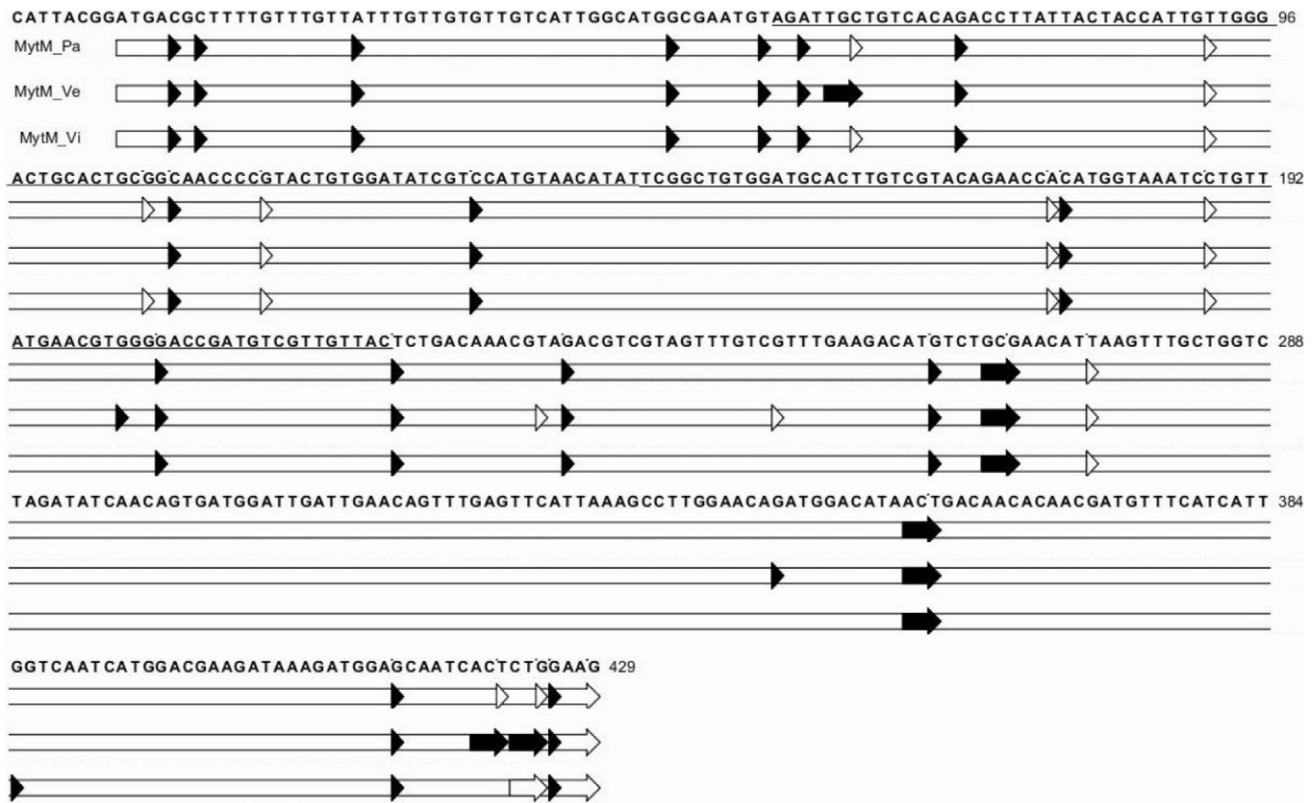 CATTACGGATGACGCTTTTGTTTGTTATTTGTTGTGTTGTCATTGGCATGGCGAATGTAGATTGCTGTCACAGACCTTATTACTACCATTGTTGGG 96
MytM_Pa
MytM_Ve
MytM_Vi
ACTGCACTGCGGCAACCCCGTACTGTGGATATCGTCCATGTAACATATTCGGCTGTGGATGCACTTGTCGTACAGAACCACATGGTAAATCCTGTT 192
ATGAACGTGGGGACCGATGTCGTTGTTACTCTGACAAACGTAGACGTCGTAGTTTGTCGTTTGAAGACATGTCTGCGAACATTAAGTTTGCTGGTC 288
TAGATATCAACAGTGATGGATTGATTGAACAGTTTGAGTTCATTAAAGCCTTGGAACAGATGGACATAACTGACAACACAACGATGTTTCATCATT 384
GGTCAATCATGGACGAAGATAAAGATGGAGCAATCACTCTGGAAG 429